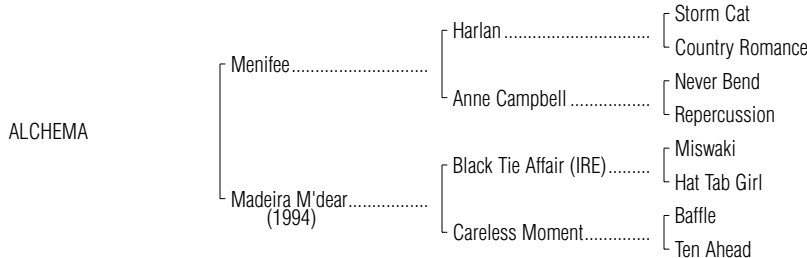 Storm Cat
Harlan
Country Romance
Menifee
Never Bend
Anne Campbell
Repercussion
ALCHEMA
Miswaki
Black Tie Affair (IRE)
Hat Tab Girl
Madeira M'dear
(1994)
Baffle
Careless Moment
Ten Ahead